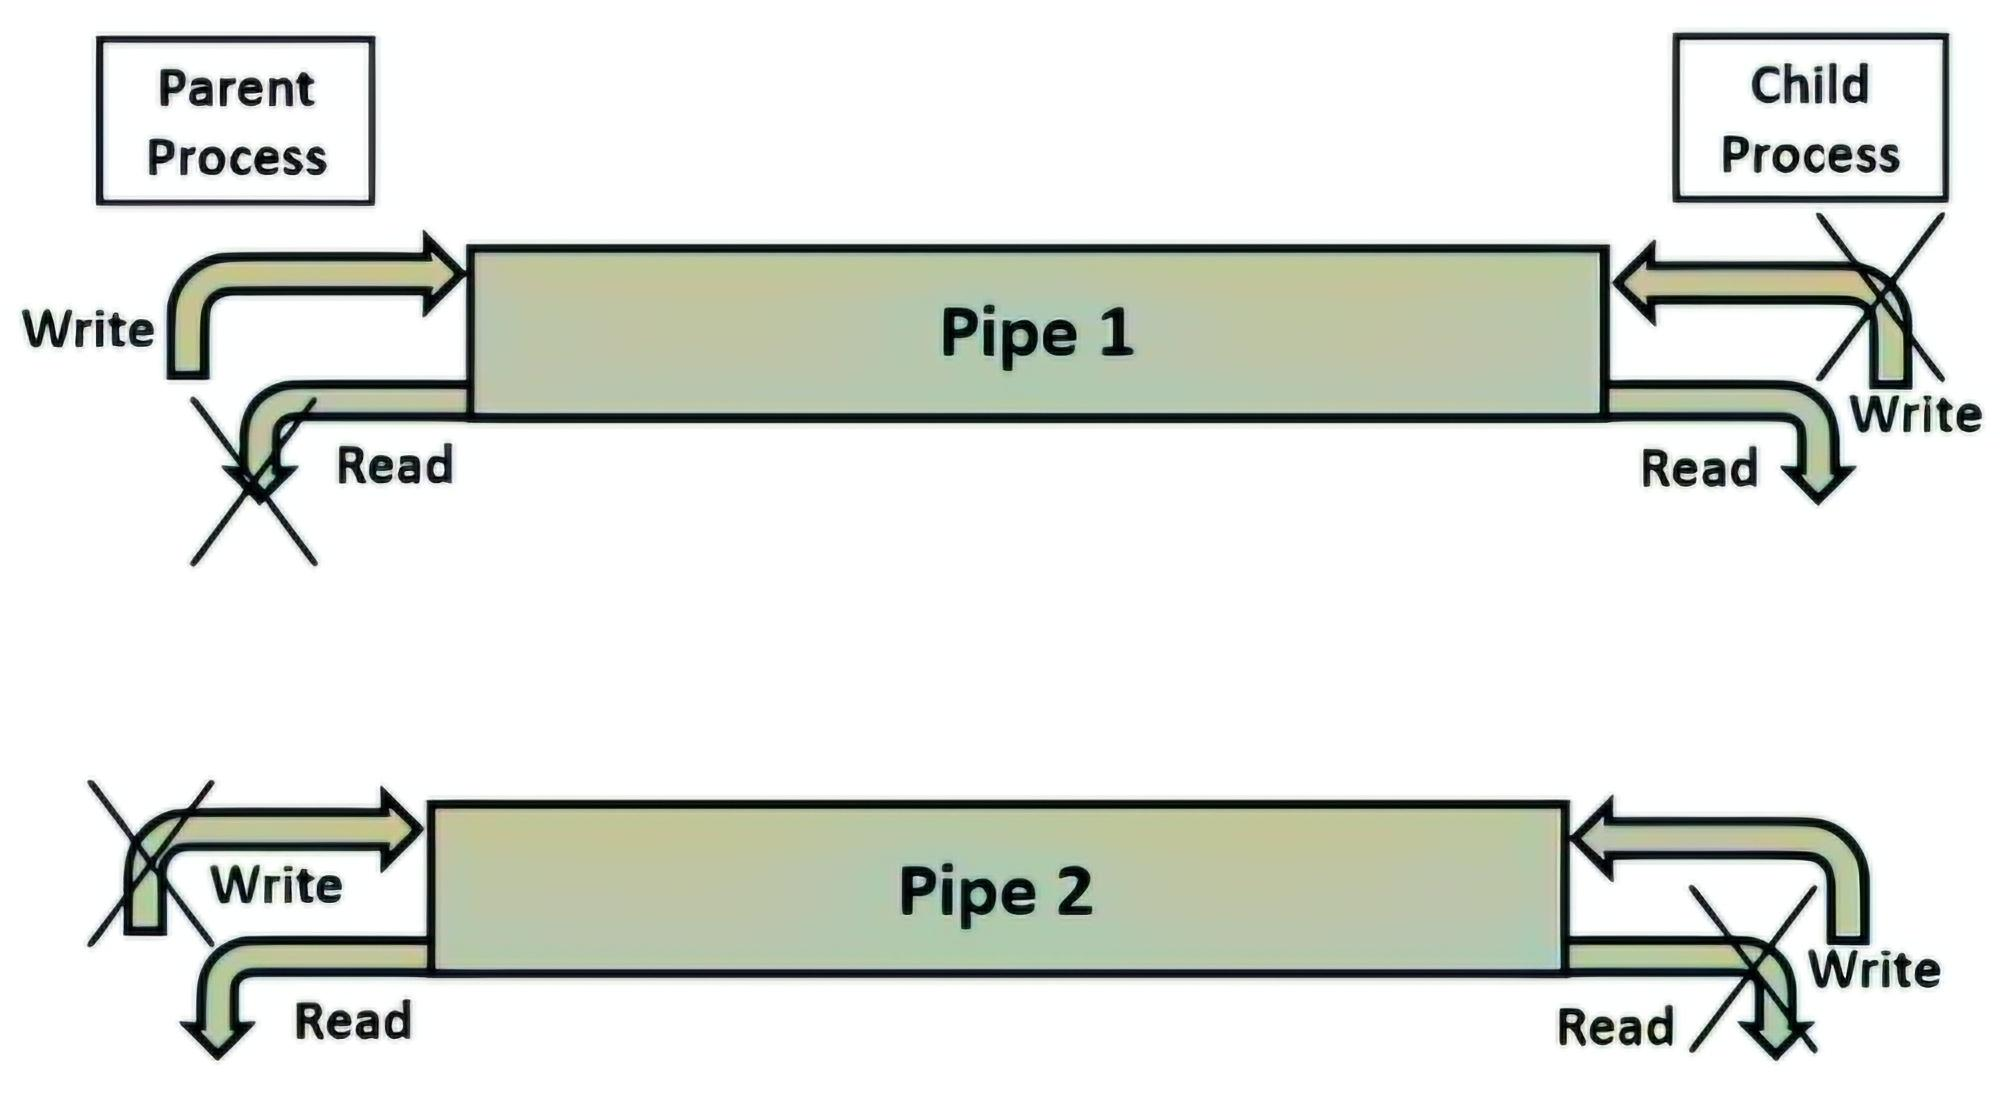 Parent
Process
Child
Process
Write
Pipe 1
Write
Read
Read
Write
Pipe 2
Write
Read
Read